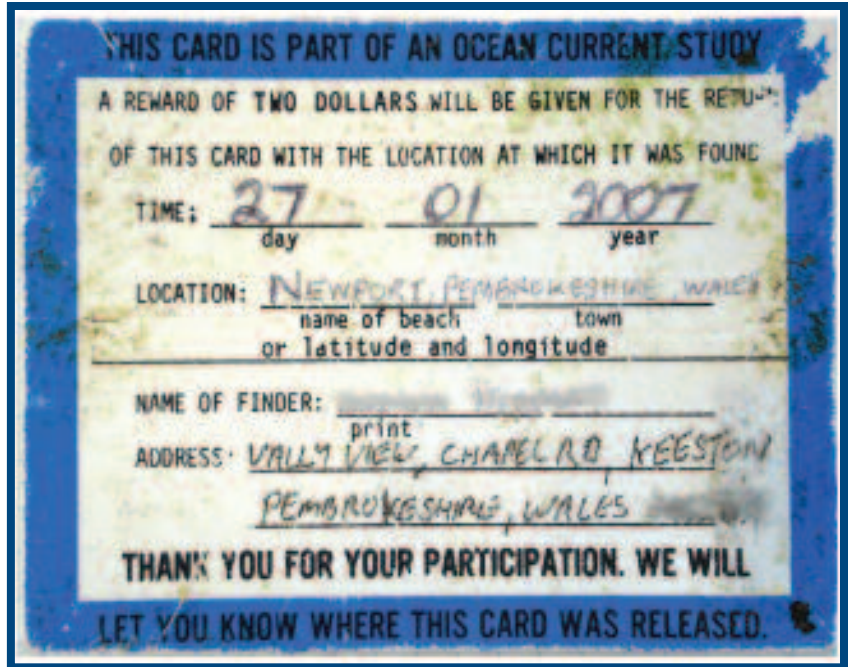 THIS CARD IS PART OF AN OCEAN CURRENT STUDY
A REWARD OF TWO DOLLARS WILL BE GIVEN FOR THE RETU
OF THIS CARD WITH THE LOCATION AT WHICH IT WAS FOUND
TIME: 27 01 2007
day month year
LOCATION: NEWPORT, PEMBROKESHIRE, WALES
name of beach town
or latitude and longitude
NAME OF FINDER:
print
ADDRESS: VALLY VIEW, CHAPEL RD, KEESTON
PEMBROKESHIRE, WALES
THANK YOU FOR YOUR PARTICIPATION. WE WILL
LET YOU KNOW WHERE THIS CARD WAS RELEASED.